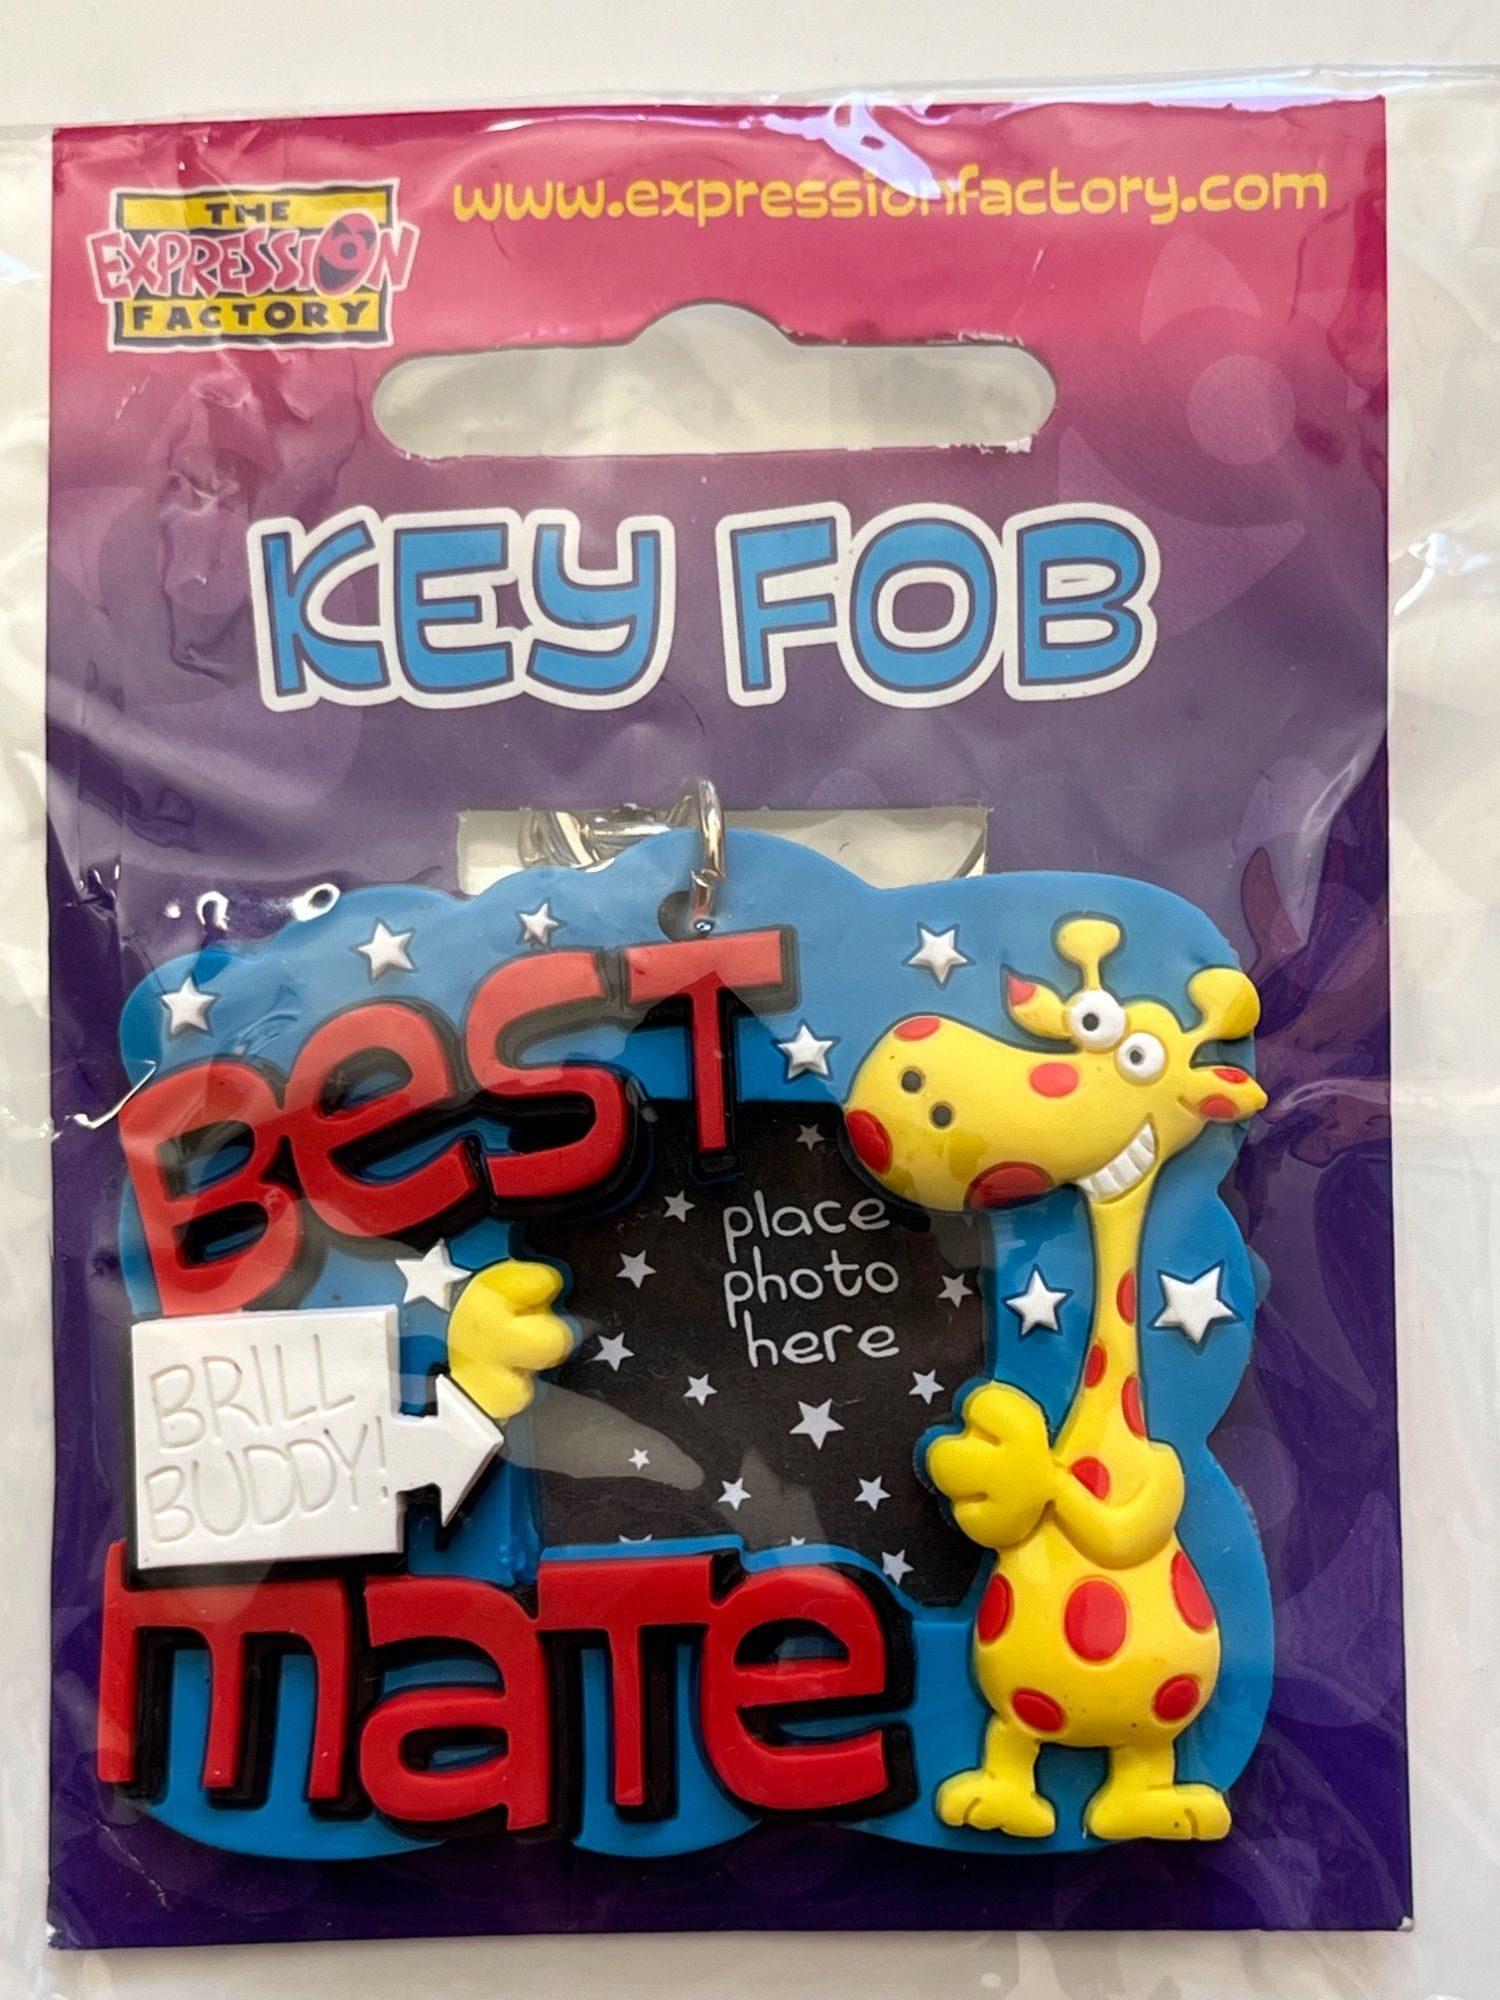 THE
EXPRESSION
FACTORY
www.expressionfactory.com
KEY FOB
BEST
place
photo
here
BRILL
BUDDY!
maTe